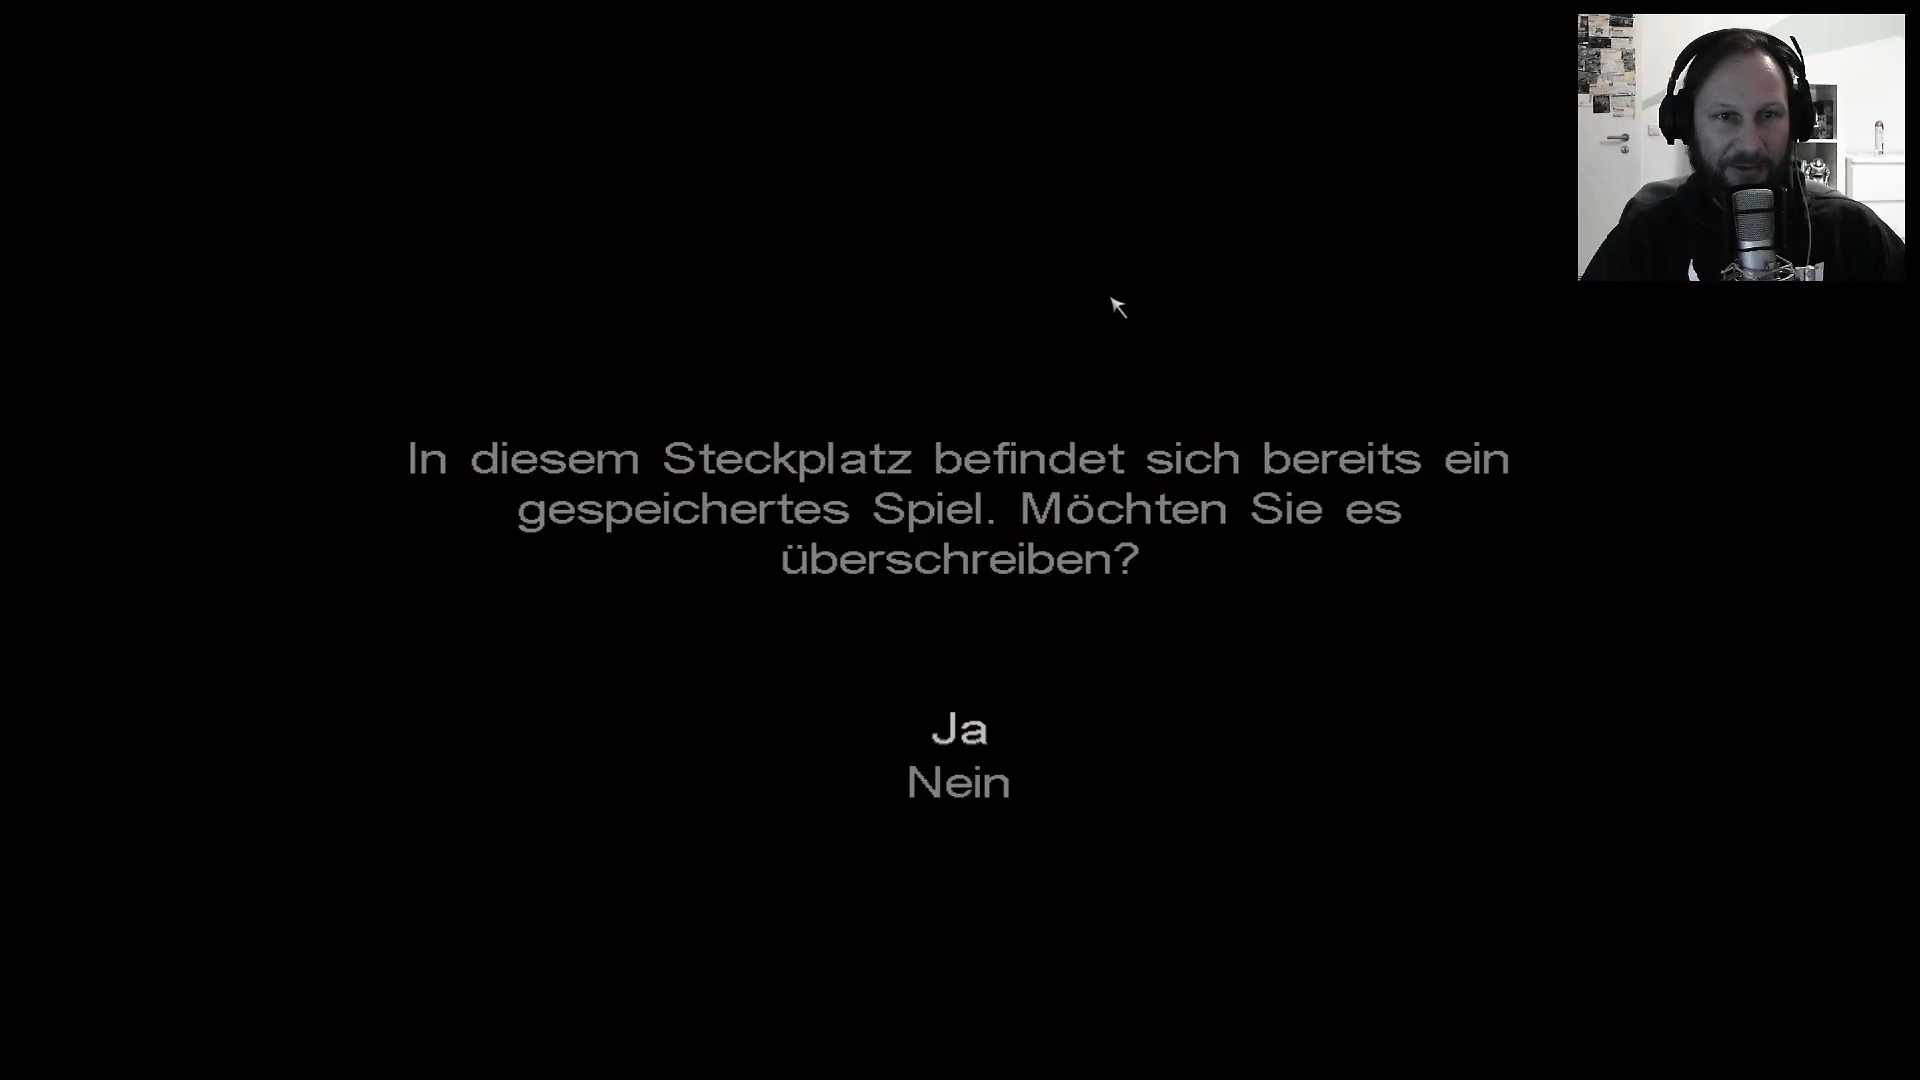 In diesem Steckplatz befindet sich bereits ein
gespeichertes Spiel. Möchten Sie es
überschreiben?
Ja
Nein